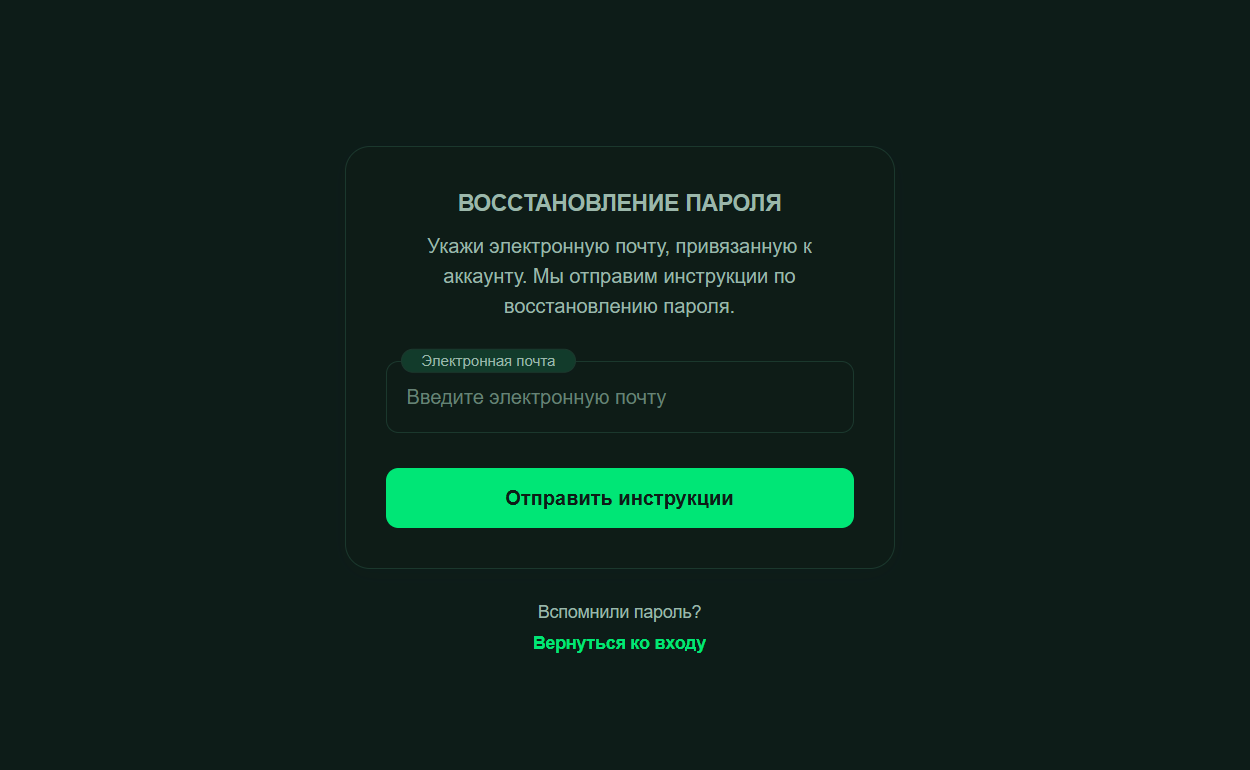 ВОССТАНОВЛЕНИЕ ПАРОЛЯ
Укажи электронную почту, привязанную к
аккаунту. Мы отправим инструкции по
восстановлению пароля.
Электронная почта
Введите электронную почту
Отправить инструкции
Вспомнили пароль?
Вернуться ко входу